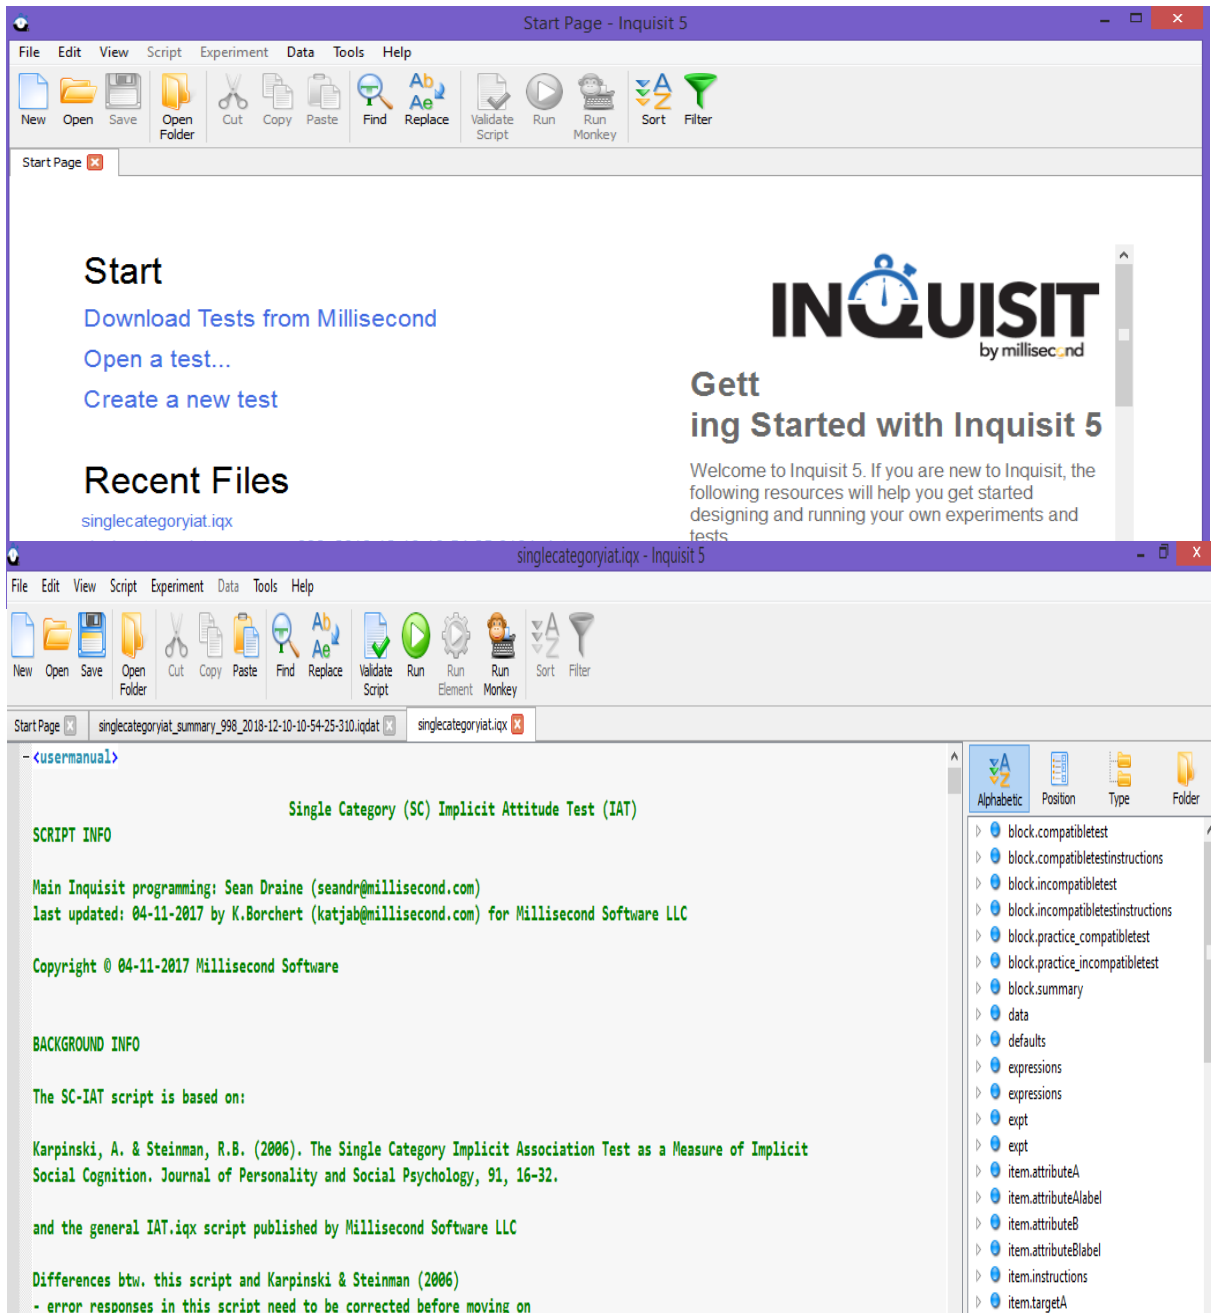 Start Page - Inquisit 5
File Edit View Script Experiment Data Tools Help
New Open Save Open Folder Cut Copy Paste Find Replace Validate Script Run Run Monkey Sort Filter
Start Page
Start
Download Tests from Millisecond
Open a test...
Create a new test
Recent Files
singlecategoryiat.iqx
INQUISIT
by millisecond
Gett
ing Started with Inquisit 5
Welcome to Inquisit 5. If you are new to Inquisit, the
following resources will help you get started
designing and running your own experiments and
tests.
singlecategoryiat.iqx - Inquisit 5
File Edit View Script Experiment Data Tools Help
New Open Save Open Folder Cut Copy Paste Find Replace Validate Script Run Run Element Run Monkey Sort Filter
Start Page singlecategoryiat_summary_998_2018-12-10-10-54-25-310.iqdat singlecategoryiat.iqx
<usermanual>
Single Category (SC) Implicit Attitude Test (IAT)
SCRIPT INFO
Main Inquisit programming: Sean Draine (seandr@millisecond.com)
last updated: 04-11-2017 by K.Borchert (katjab@millisecond.com) for Millisecond Software LLC
Copyright © 04-11-2017 Millisecond Software
BACKGROUND INFO
The SC-IAT script is based on:
Karpinski, A. & Steinman, R.B. (2006). The Single Category Implicit Association Test as a Measure of Implicit
Social Cognition. Journal of Personality and Social Psychology, 91, 16-32.
and the general IAT.iqx script published by Millisecond Software LLC
Differences btw. this script and Karpinski & Steinman (2006)
- error responses in this script need to be corrected before moving on
Alphabetic Position Type Folder
block.compatibletest
block.compatibletestinstructions
block.incompatibletest
block.incompatibletestinstructions
block.practice_compatibletest
block.practice_incompatibletest
block.summary
data
defaults
expressions
expressions
expt
expt
item.attributeA
item.attributeAlabel
item.attributeB
item.attributeBlabel
item.instructions
item.targetA